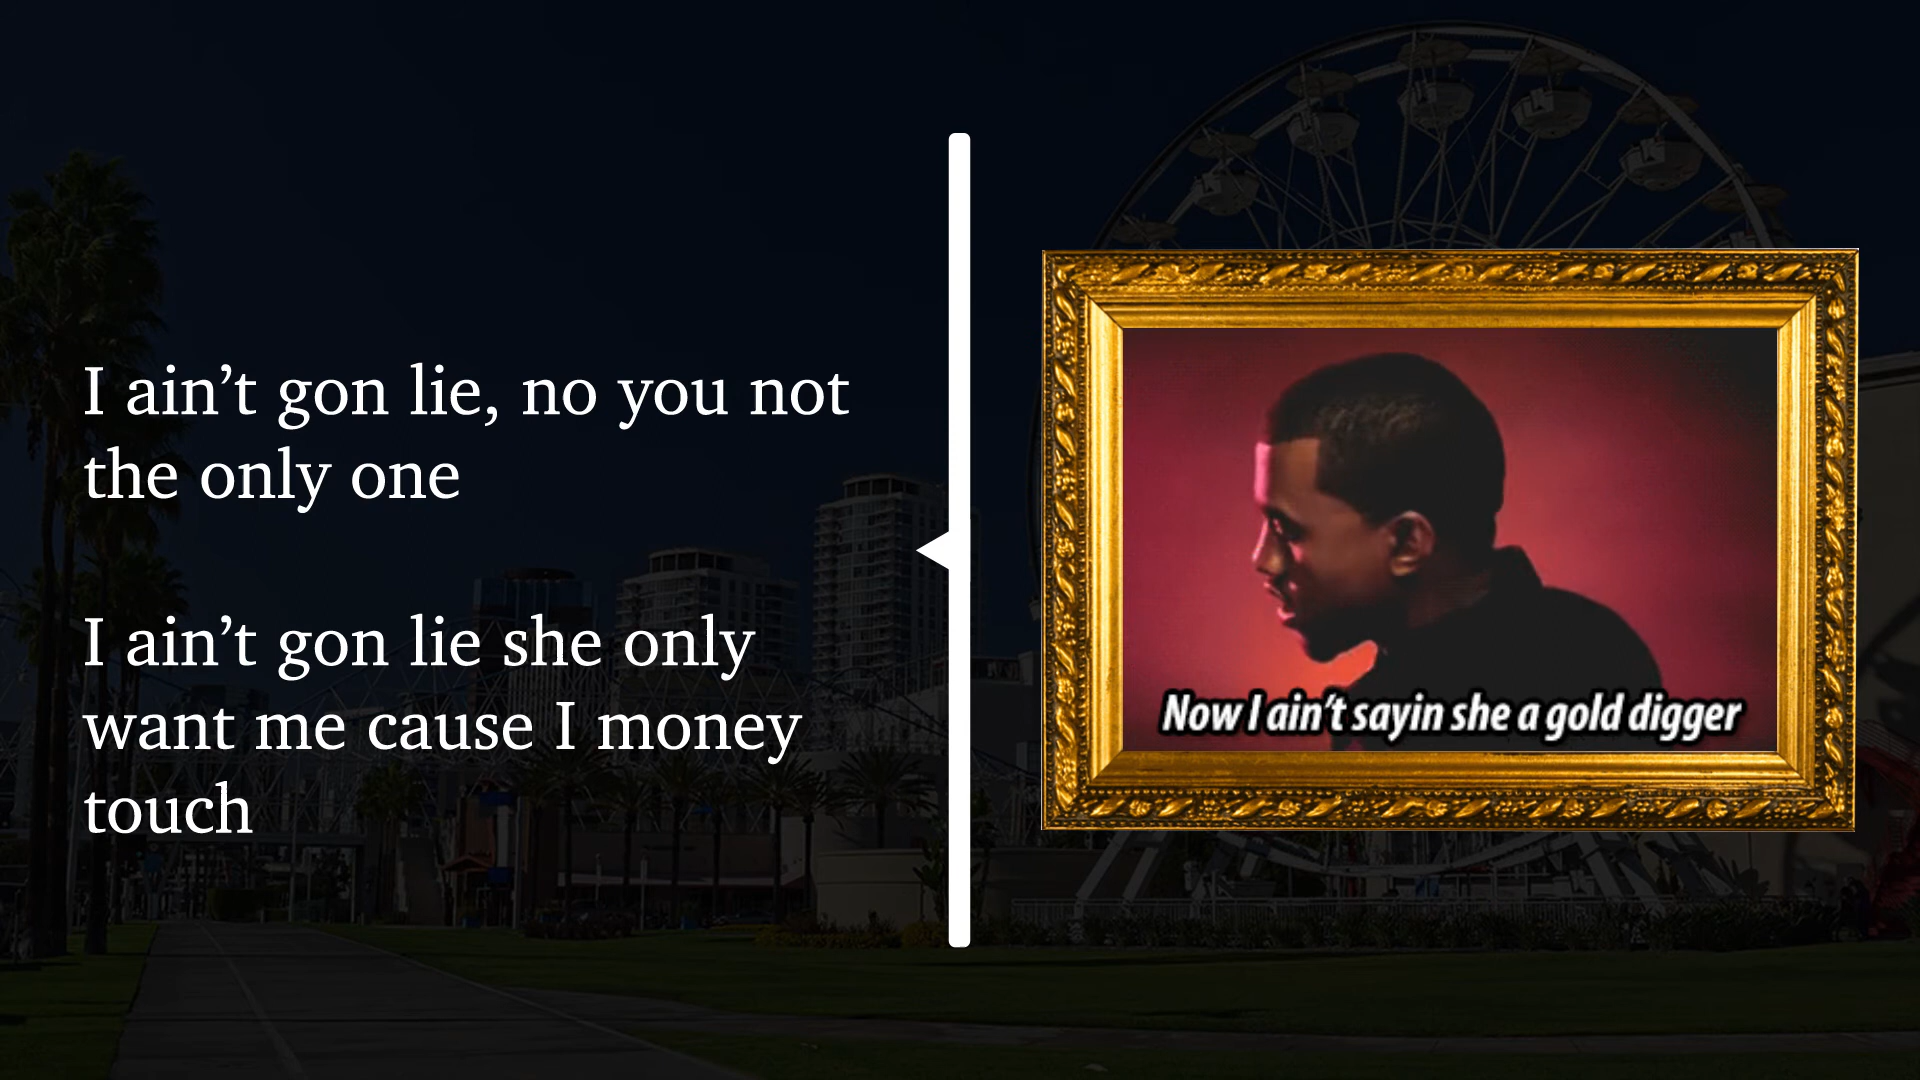 I ain’t gon lie, no you not
the only one
I ain’t gon lie she only
want me cause I money
touch
Now I ain't sayin she a gold digger